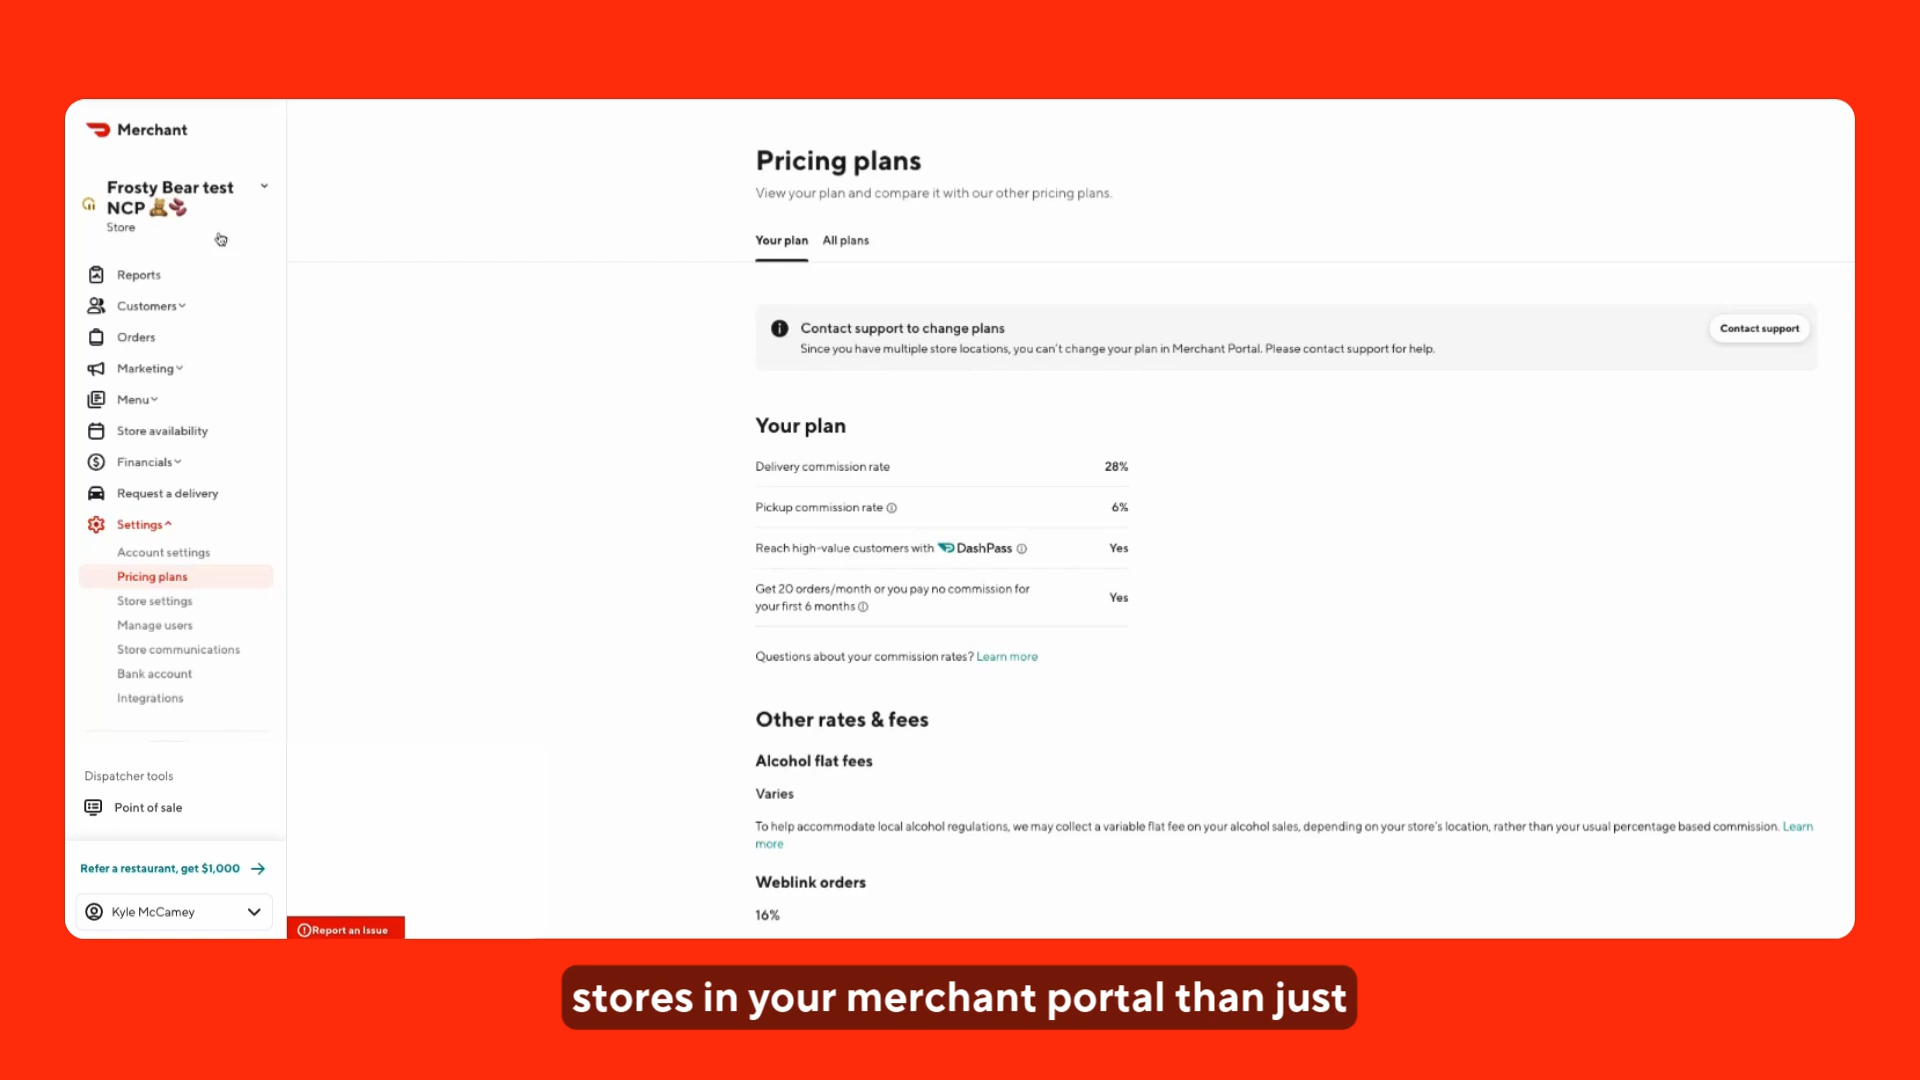 Merchant
Frosty Bear test
NCP
Store
Reports
Customers
Orders
Marketing
Menu
Store availability
Financials
Request a delivery
Settings
Account settings
Pricing plans
Store settings
Manage users
Store communications
Bank account
Integrations
Dispatcher tools
Point of sale
Refer a restaurant, get $1,000
Kyle McCamey
Report an Issue
Pricing plans
View your plan and compare it with our other pricing plans.
Your plan All plans
Contact support to change plans
Since you have multiple store locations, you can't change your plan in Merchant Portal. Please contact support for help.
Contact support
Your plan
Delivery commission rate 28%
Pickup commission rate 6%
Reach high-value customers with DashPass Yes
Get 20 orders/month or you pay no commission for
your first 6 months Yes
Questions about your commission rates? Learn more
Other rates & fees
Alcohol flat fees
Varies
To help accommodate local alcohol regulations, we may collect a variable flat fee on your alcohol sales, depending on your store's location, rather than your usual percentage based commission. Learn
more
Weblink orders
16%
stores in your merchant portal than just